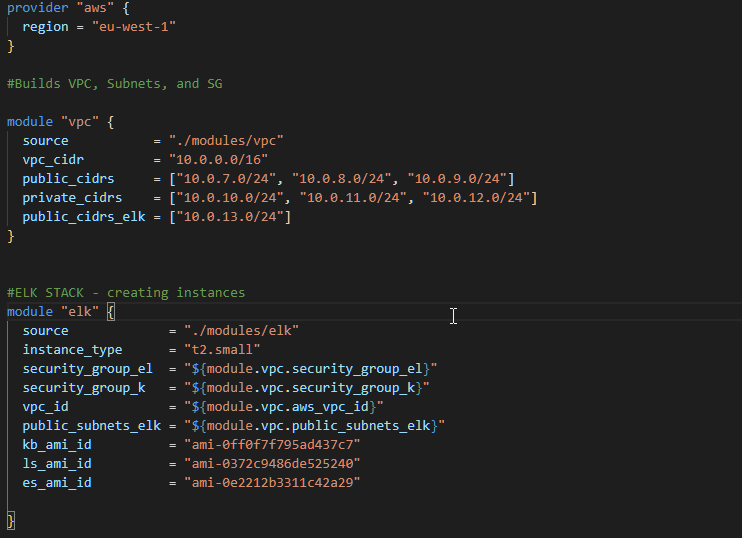 provider "aws" {
  region = "eu-west-1"
}
#Builds VPC, Subnets, and SG
module "vpc" {
  source           = "./modules/vpc"
  vpc_cidr         = "10.0.0.0/16"
  public_cidrs     = ["10.0.7.0/24", "10.0.8.0/24", "10.0.9.0/24"]
  private_cidrs    = ["10.0.10.0/24", "10.0.11.0/24", "10.0.12.0/24"]
  public_cidrs_elk = ["10.0.13.0/24"]
}
#ELK STACK - creating instances
module "elk" {
  source             = "./modules/elk"
  instance_type      = "t2.small"
  security_group_el  = "${module.vpc.security_group_el}"
  security_group_k   = "${module.vpc.security_group_k}"
  vpc_id             = "${module.vpc.aws_vpc_id}"
  public_subnets_elk = "${module.vpc.public_subnets_elk}"
  kb_ami_id          = "ami-0ff0f7f795ad437c7"
  ls_ami_id          = "ami-0372c9486de525240"
  es_ami_id          = "ami-0e2212b3311c42a29"
}